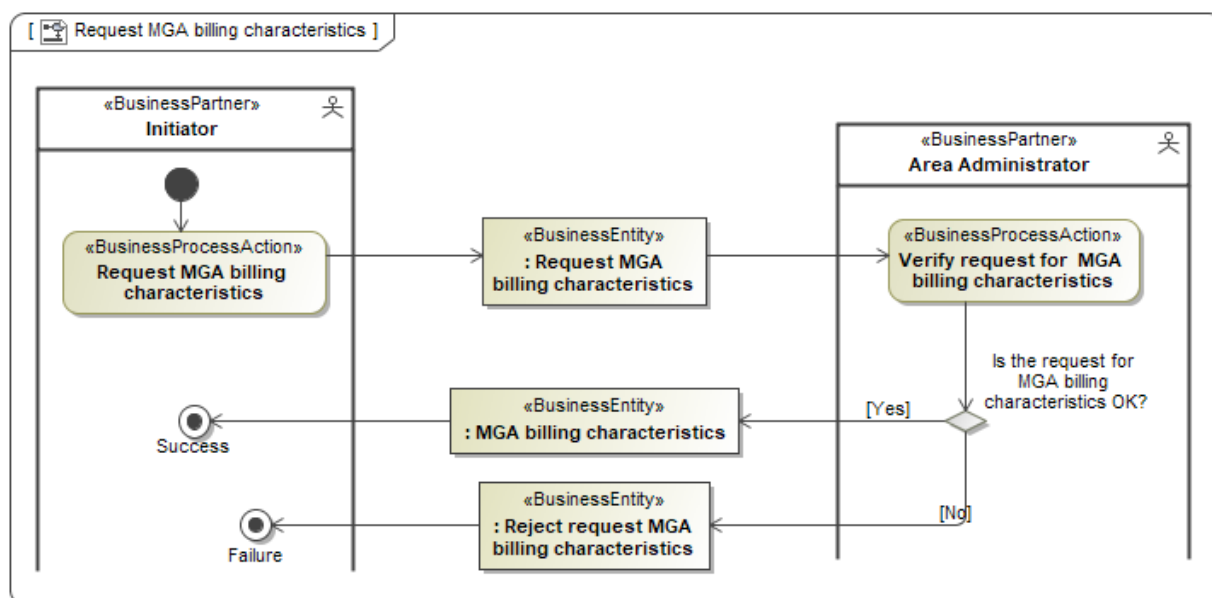 [ Request MGA billing characteristics ]
«BusinessPartner»
Initiator
«BusinessPartner»
Area Administrator
«BusinessProcessAction»
Request MGA billing
characteristics
«BusinessEntity»
: Request MGA
billing characteristics
«BusinessProcessAction»
Verify request for MGA
billing characteristics
Is the request for
MGA billing
characteristics OK?
[Yes]
«BusinessEntity»
: MGA billing characteristics
Success
[No]
«BusinessEntity»
: Reject request MGA
billing characteristics
Failure